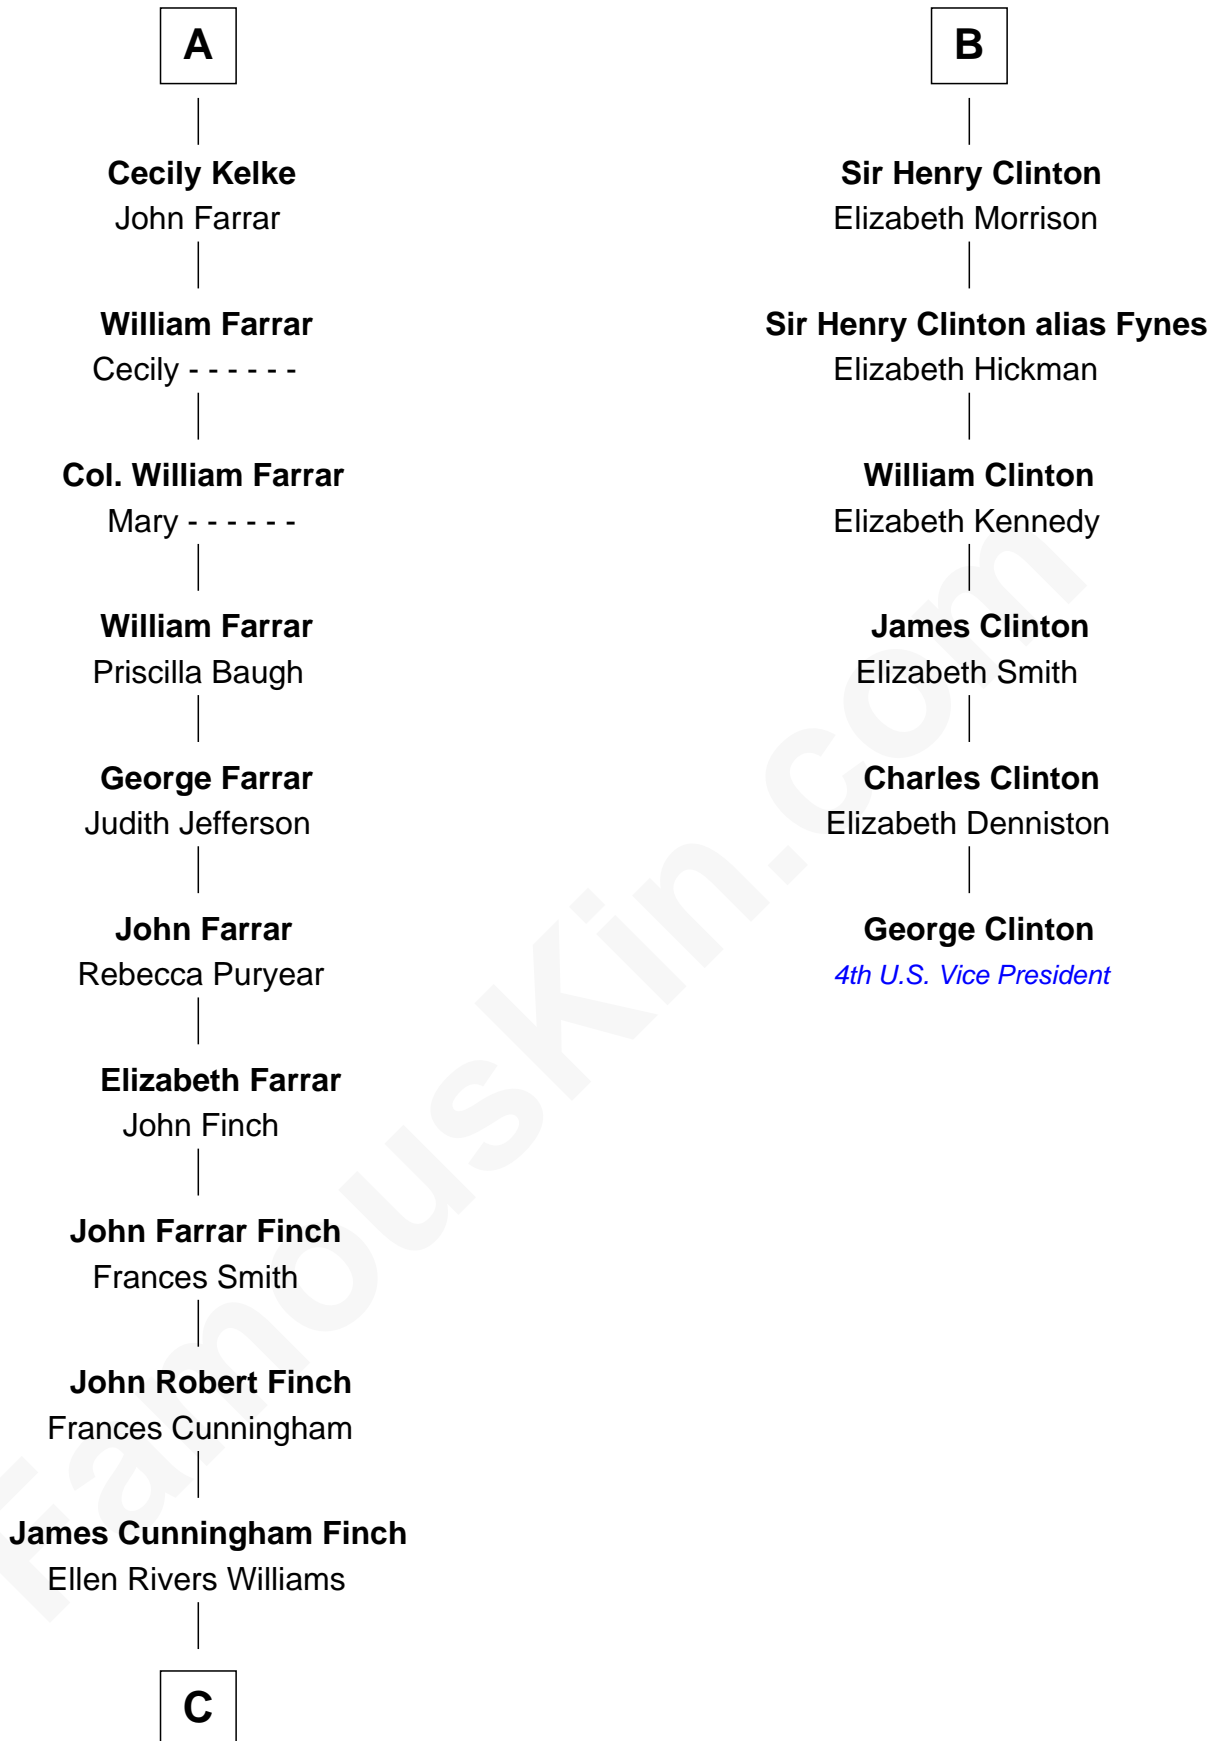 A
Cecily Kelke
John Farrar
William Farrar
Cecily - - - - - -
Col. William Farrar
Mary - - - - - -
William Farrar
Priscilla Baugh
George Farrar
Judith Jefferson
John Farrar
Rebecca Puryear
Elizabeth Farrar
John Finch
John Farrar Finch
Frances Smith
John Robert Finch
Frances Cunningham
James Cunningham Finch
Ellen Rivers Williams
C
B
Sir Henry Clinton
Elizabeth Morrison
Sir Henry Clinton alias Fynes
Elizabeth Hickman
William Clinton
Elizabeth Kennedy
James Clinton
Elizabeth Smith
Charles Clinton
Elizabeth Denniston
George Clinton
4th U.S. Vice President
FamousKin.com